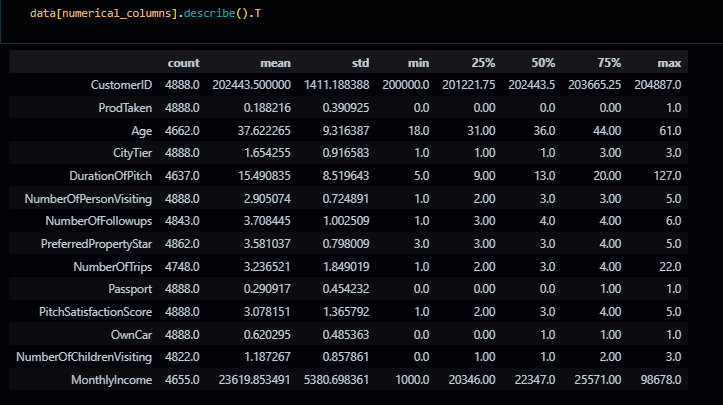 data[numerical_columns].describe().T
count mean std min 25% 50% 75% max
CustomerID 4888.0 202443.500000 1411.188388 200000.0 201221.75 202443.5 203665.25 204887.0
ProdTaken 4888.0 0.188216 0.390925 0.0 0.00 0.0 0.00 1.0
Age 4662.0 37.622265 9.316387 18.0 31.00 36.0 44.00 61.0
CityTier 4888.0 1.654255 0.916583 1.0 1.00 1.0 3.00 3.0
DurationOfPitch 4637.0 15.490835 8.519643 5.0 9.00 13.0 20.00 127.0
NumberOfPersonVisiting 4888.0 2.905074 0.724891 1.0 2.00 3.0 3.00 5.0
NumberOfFollowups 4843.0 3.708445 1.002509 1.0 3.00 4.0 4.00 6.0
PreferredPropertyStar 4862.0 3.581037 0.798009 3.0 3.00 3.0 4.00 5.0
NumberOfTrips 4748.0 3.236521 1.849019 1.0 2.00 3.0 4.00 22.0
Passport 4888.0 0.290917 0.454232 0.0 0.00 0.0 1.00 1.0
PitchSatisfactionScore 4888.0 3.078151 1.365792 1.0 2.00 3.0 4.00 5.0
OwnCar 4888.0 0.620295 0.485363 0.0 0.00 1.0 1.00 1.0
NumberOfChildrenVisiting 4822.0 1.187267 0.857861 0.0 1.00 1.0 2.00 3.0
MonthlyIncome 4655.0 23619.853491 5380.698361 1000.0 20346.00 22347.0 25571.00 98678.0